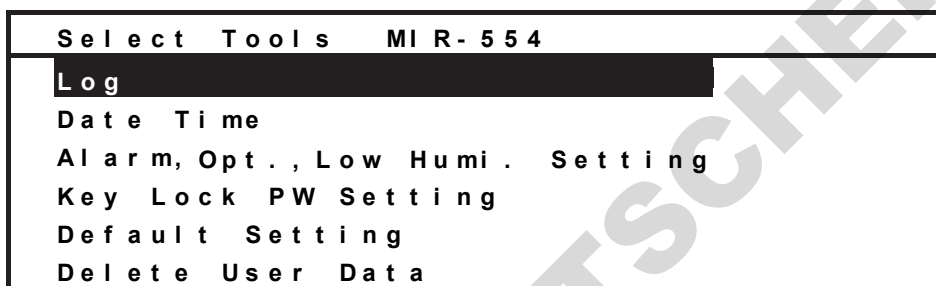 Select Tools MIR-554
Log
Date Time
Alarm, Opt., Low Humi. Setting
Key Lock PW Setting
Default Setting
Delete User Data